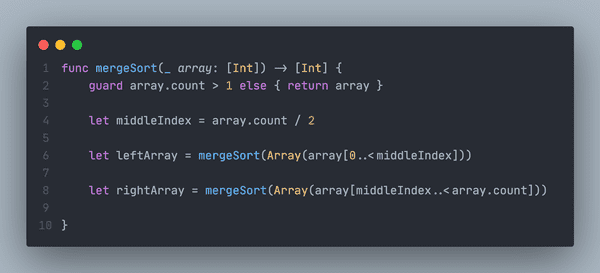 1 func mergeSort(_ array: [Int]) -> [Int] {
2 guard array.count > 1 else { return array }
3
4 let middleIndex = array.count / 2
5
6 let leftArray = mergeSort(Array(array[0..<middleIndex]))
7
8 let rightArray = mergeSort(Array(array[middleIndex..<array.count]))
9
10 }